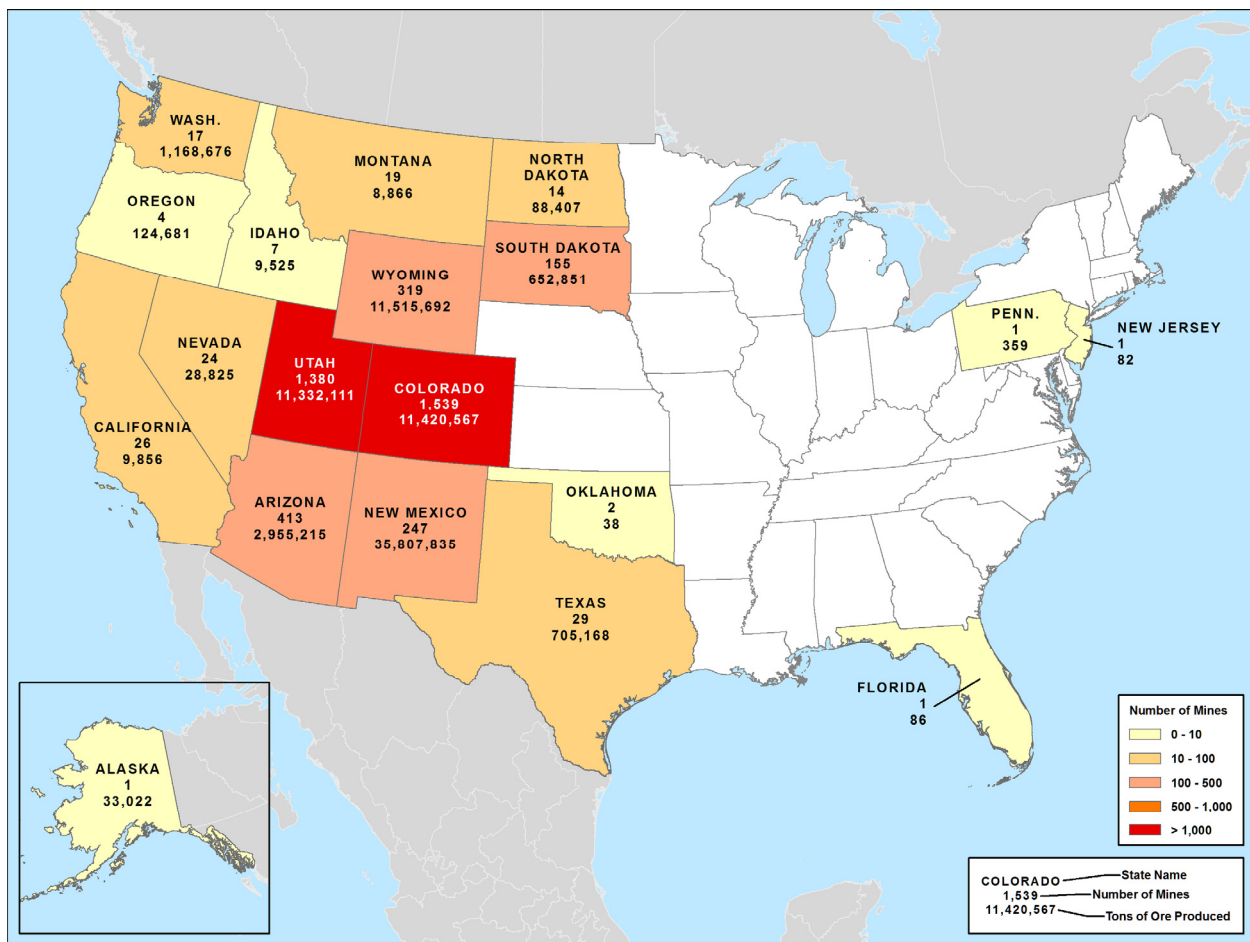 WASH.
17
1,168,676
MONTANA
19
8,866
NORTH
DAKOTA
14
88,407
OREGON
4
124,681
IDAHO
7
9,525
WYOMING
319
11,515,692
SOUTH DAKOTA
155
652,851
PENN.
1
359
NEW JERSEY
1
82
NEVADA
24
28,825
UTAH
1,380
11,332,111
COLORADO
1,539
11,420,567
CALIFORNIA
26
9,856
ARIZONA
413
2,955,215
NEW MEXICO
247
35,807,835
OKLAHOMA
2
38
TEXAS
29
705,168
FLORIDA
1
86
ALASKA
1
33,022
Number of Mines
0 - 10
10 - 100
100 - 500
500 - 1,000
> 1,000
COLORADO State Name
1,539 Number of Mines
11,420,567 Tons of Ore Produced